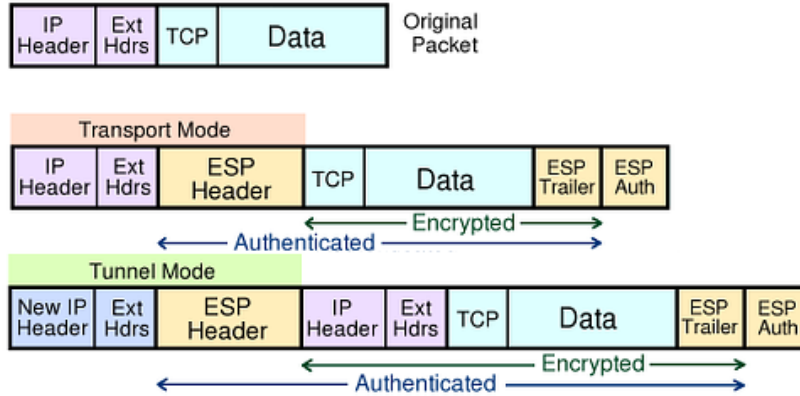 IP Header
Ext Hdrs
TCP
Data
Original Packet
Transport Mode
IP Header
Ext Hdrs
ESP Header
TCP
Data
ESP Trailer
ESP Auth
Encrypted
Authenticated
Tunnel Mode
New IP Header
Ext Hdrs
ESP Header
IP Header
Ext Hdrs
TCP
Data
ESP Trailer
ESP Auth
Encrypted
Authenticated